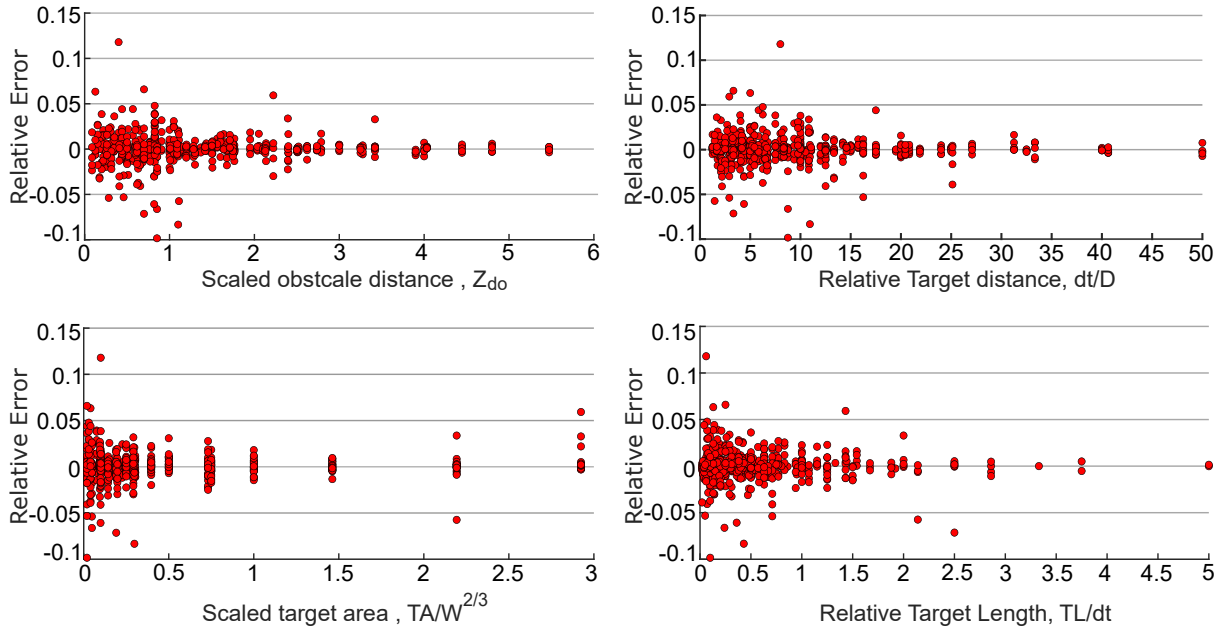 0.15
0.1
0.05
0
-0.05
-0.1
Relative Error
0 1 2 3 4 5 6
Scaled obstcale distance , Zdo
0.15
0.1
0.05
0
-0.05
-0.1
Relative Error
0 5 10 15 20 25 30 35 40 45 50
Relative Target distance, dt/D
0.15
0.1
0.05
0
-0.05
-0.1
Relative Error
0 0.5 1 1.5 2 2.5 3
Scaled target area , TA/W^2/3
0.15
0.1
0.05
0
-0.05
-0.1
Relative Error
0 0.5 1 1.5 2 2.5 3 3.5 4 4.5 5
Relative Target Length, TL/dt